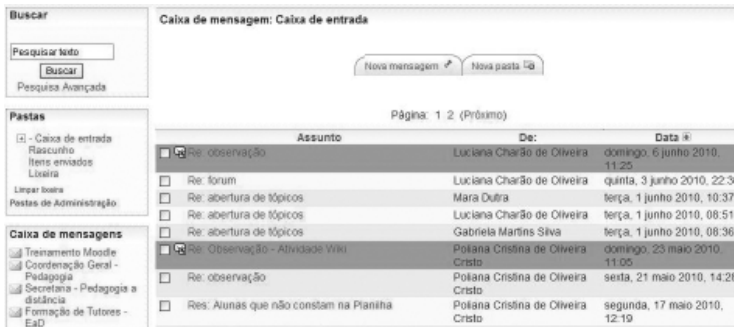 Buscar
Pesquisar texto
Buscar
Pesquisa Avançada
Pastas
- Caixa de entrada
Rascunho
Itens enviados
Lixeira
Limpar lixeira
Pastas de Administração
Caixa de mensagens
Treinamento Moodle
Coordenação Geral -
Pedagogia
Secretaria - Pedagogia a
distância
Formação de Tutores -
EaD
Caixa de mensagem: Caixa de entrada
Nova mensagem
Nova pasta
Página: 1 2 (Próximo)
Assunto De: Data
Re: observação Luciana Charão de Oliveira domingo, 6 junho 2010,
11:25
Re: forum Luciana Charão de Oliveira quinta, 3 junho 2010,
Re: abertura de tópicos Mara Dutra terça, 1 junho 2010, 10:37
Re: abertura de tópicos Luciana Charão de Oliveira terça, 1 junho 2010, 08:51
Re: abertura de tópicos Gabriela Martins Silva terça, 1 junho 2010, 08:36
Re: Observação - Atividade Wiki Poliana Cristina de Oliveira domingo, 23 maio 2010,
Cristo 11:05
Re: observação Poliana Cristina de Oliveira sexta, 21 maio 2010,
Cristo
Res: Alunas que não constam na Planilha Poliana Cristina de Oliveira segunda, 17 maio 2010,
Cristo 12:19